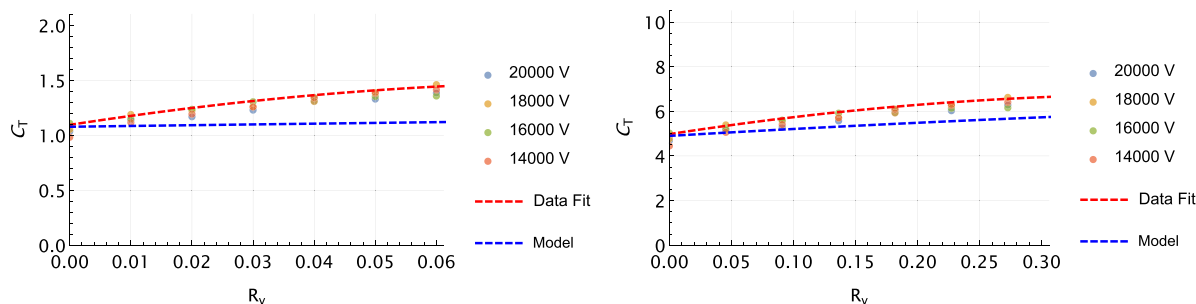 2.0
1.5
1.0
0.5
0.0
C_T
0.00 0.01 0.02 0.03 0.04 0.05 0.06
R_v
20000 V
18000 V
16000 V
14000 V
Data Fit
Model
10
8
6
4
2
0
C_T
0.00 0.05 0.10 0.15 0.20 0.25 0.30
R_v
20000 V
18000 V
16000 V
14000 V
Data Fit
Model